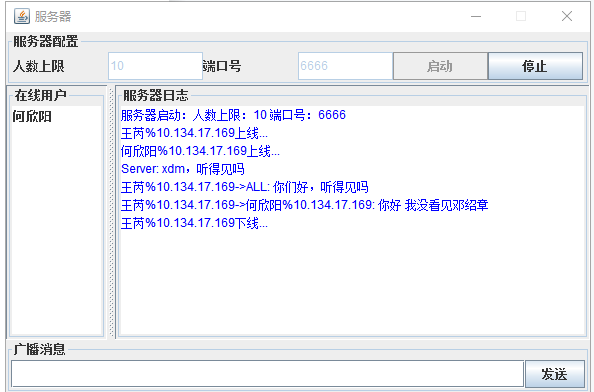 服务器
服务器配置
人数上限 10 端口号 6666 启动 停止
在线用户
何欣阳
服务器日志
服务器启动：人数上限：10 端口号：6666
王芮%10.134.17.169上线...
何欣阳%10.134.17.169上线...
Server: xdm，听得见吗
王芮%10.134.17.169->ALL: 你们好，听得见吗
王芮%10.134.17.169->何欣阳%10.134.17.169: 你好 我没看见邓绍章
王芮%10.134.17.169下线...
广播消息
发送